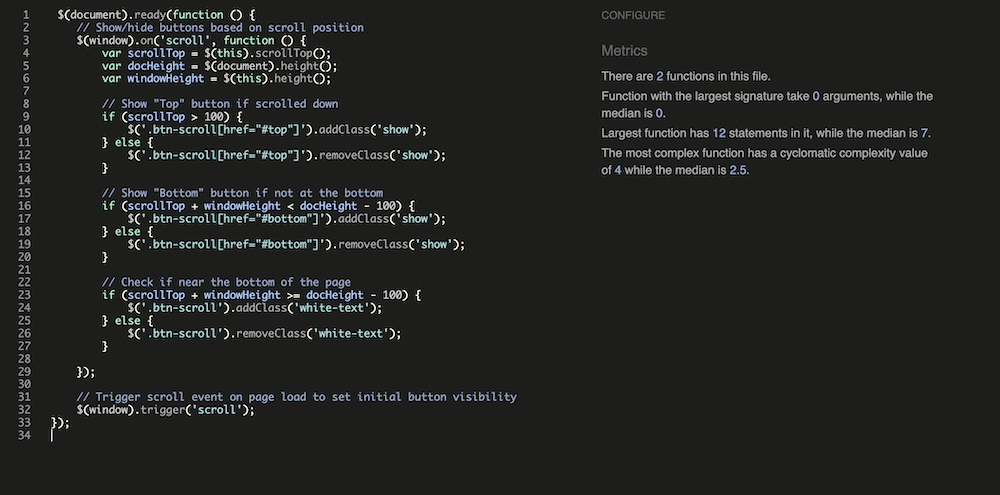 1 $(document).ready(function () {
2 // Show/hide buttons based on scroll position
3 $(window).on('scroll', function () {
4 var scrollTop = $(this).scrollTop();
5 var docHeight = $(document).height();
6 var windowHeight = $(this).height();
7
8 // Show "Top" button if scrolled down
9 if (scrollTop > 100) {
10 $('.btn-scroll[href="#top"]').addClass('show');
11 } else {
12 $('.btn-scroll[href="#top"]').removeClass('show');
13 }
14
15 // Show "Bottom" button if not at the bottom
16 if (scrollTop + windowHeight < docHeight - 100) {
17 $('.btn-scroll[href="#bottom"]').addClass('show');
18 } else {
19 $('.btn-scroll[href="#bottom"]').removeClass('show');
20 }
21
22 // Check if near the bottom of the page
23 if (scrollTop + windowHeight >= docHeight - 100) {
24 $('.btn-scroll').addClass('white-text');
25 } else {
26 $('.btn-scroll').removeClass('white-text');
27 }
28
29 });
30
31 // Trigger scroll event on page load to set initial button visibility
32 $(window).trigger('scroll');
33 });
34
CONFIGURE
Metrics
There are 2 functions in this file.
Function with the largest signature take 0 arguments, while the
median is 0.
Largest function has 12 statements in it, while the median is 7.
The most complex function has a cyclomatic complexity value
of 4 while the median is 2.5.